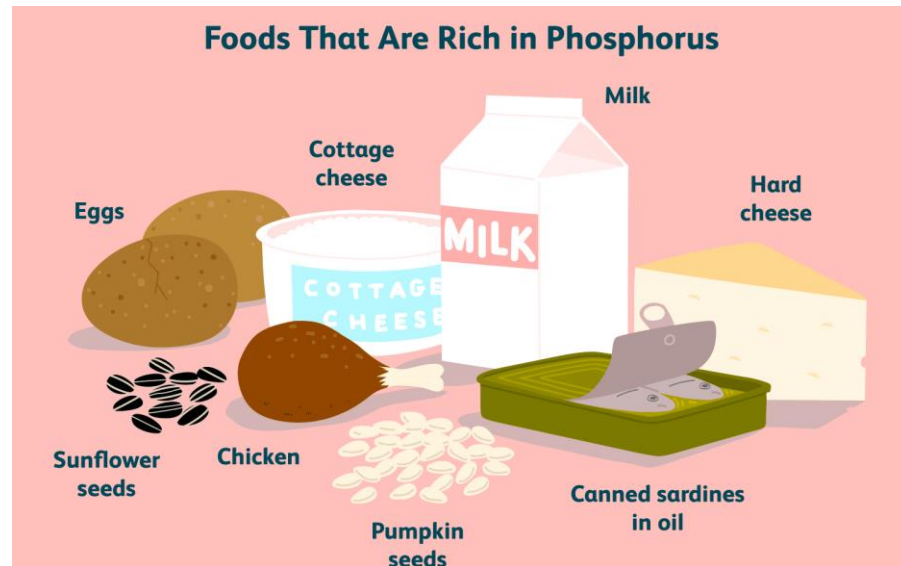 Foods That Are Rich in Phosphorus
Milk
Cottage
cheese
Hard
cheese
Eggs
MILK
COTTAGE
CHEESE
Sunflower
seeds
Chicken
Canned sardines
in oil
Pumpkin
seeds